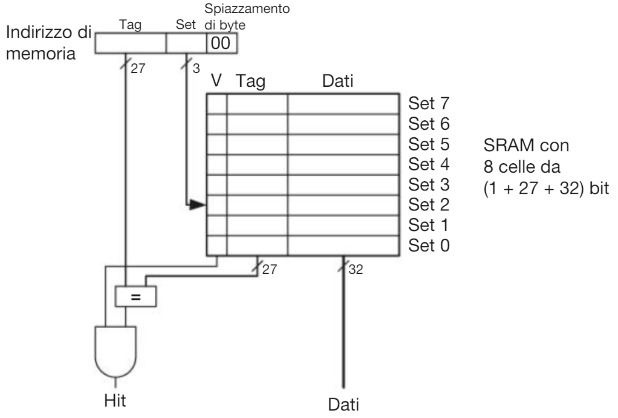 Spiazzamento
Tag Set di byte
Indirizzo di
memoria
00
27 3
V Tag Dati
Set 7
Set 6
Set 5
Set 4
Set 3
Set 2
Set 1
Set 0
SRAM con
8 celle da
(1 + 27 + 32) bit
27 32
=
Hit
Dati